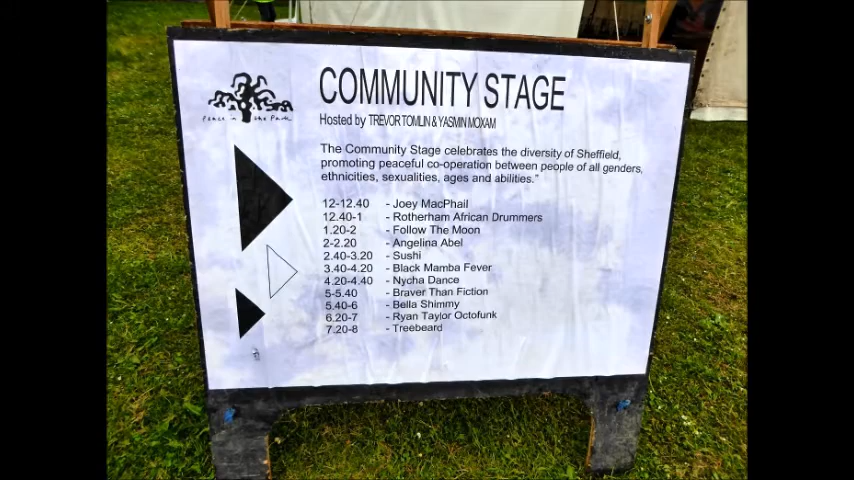 COMMUNITY STAGE
Peace in the Park
Hosted by TREVOR TOMLIN & YASMIN MOXAM
The Community Stage celebrates the diversity of Sheffield,
promoting peaceful co-operation between people of all genders,
ethnicities, sexualities, ages and abilities."
12-12.40 - Joey MacPhail
12.40-1 - Rotherham African Drummers
1.20-2 - Follow The Moon
2-2.20 - Angelina Abel
2.40-3.20 - Sushi
3.40-4.20 - Black Mamba Fever
4.20-4.40 - Nycha Dance
5-5.40 - Braver Than Fiction
5.40-6 - Bella Shimmy
6.20-7 - Ryan Taylor Octofunk
7.20-8 - Treebeard